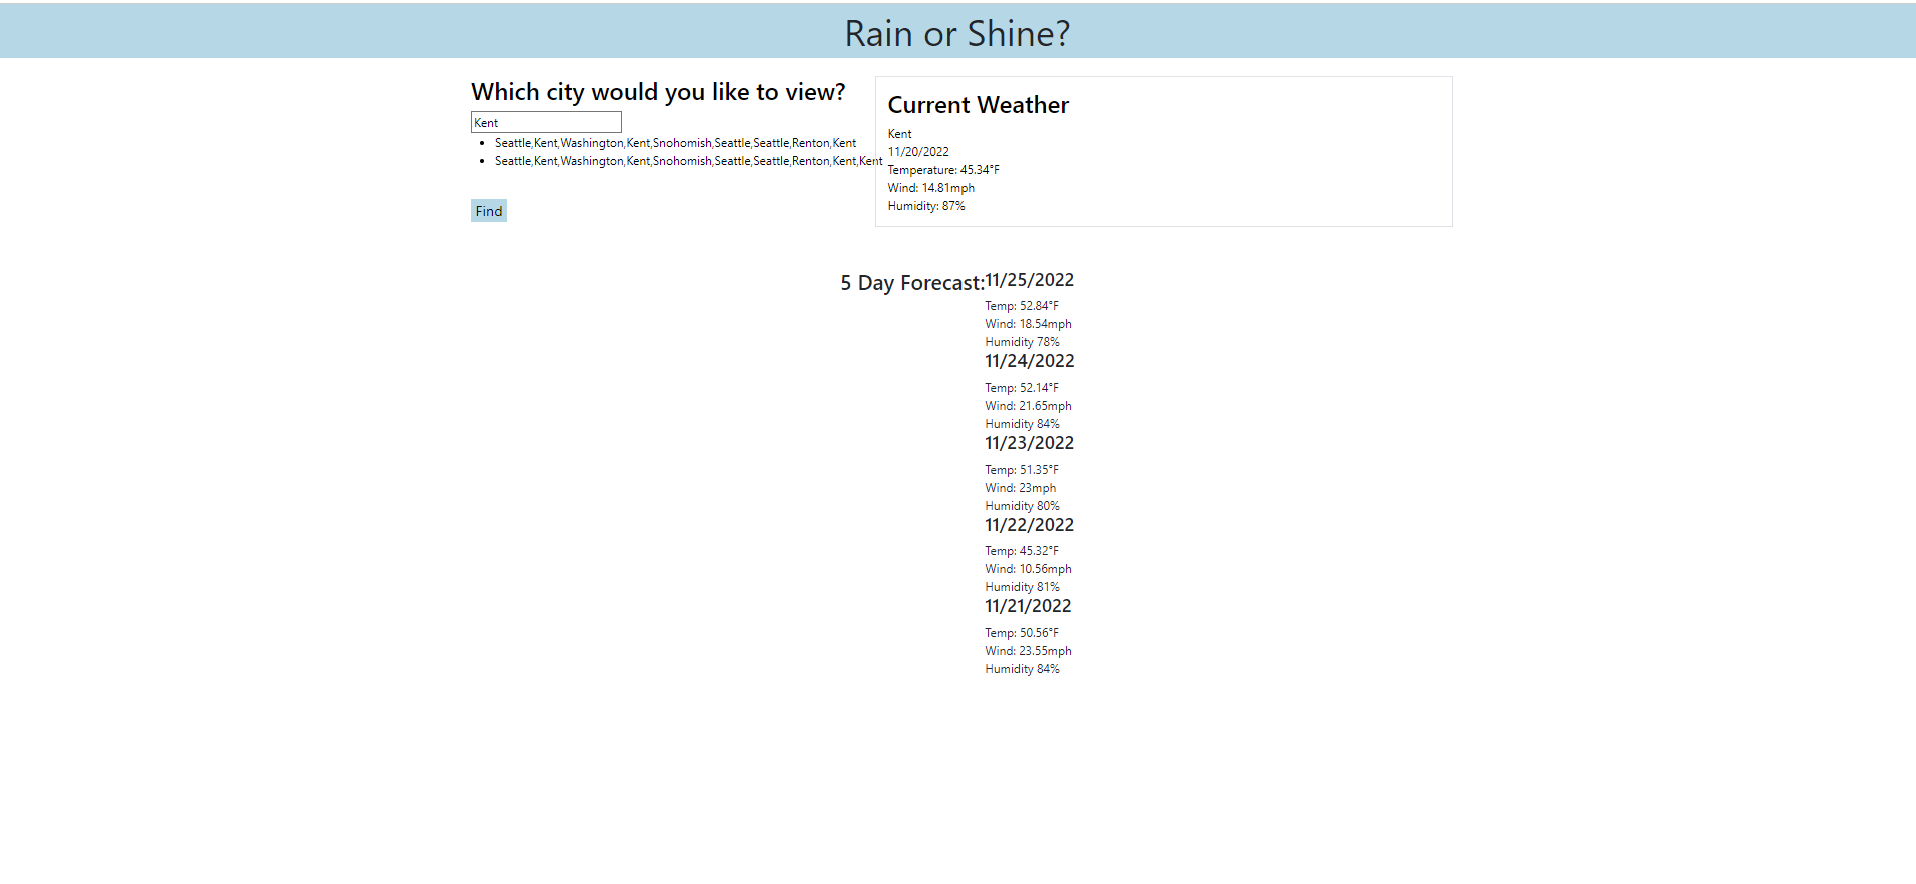 Rain or Shine?
Which city would you like to view?
Kent
Seattle,Kent,Washington,Kent,Snohomish,Seattle,Seattle,Renton,Kent
Seattle,Kent,Washington,Kent,Snohomish,Seattle,Seattle,Renton,Kent,Kent
Find
Current Weather
Kent
11/20/2022
Temperature: 45.34°F
Wind: 14.81mph
Humidity: 87%
5 Day Forecast:
11/25/2022
Temp: 52.84°F
Wind: 18.54mph
Humidity 78%
11/24/2022
Temp: 52.14°F
Wind: 21.65mph
Humidity 84%
11/23/2022
Temp: 51.35°F
Wind: 23mph
Humidity 80%
11/22/2022
Temp: 45.32°F
Wind: 10.56mph
Humidity 81%
11/21/2022
Temp: 50.56°F
Wind: 23.55mph
Humidity 84%